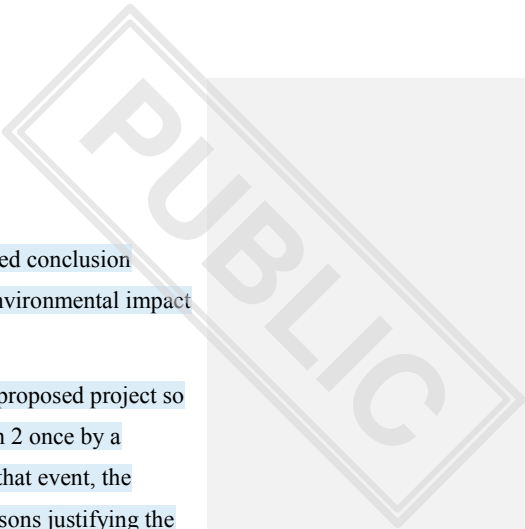 ed conclusion
nvironmental impact
proposed project so
n 2 once by a
that event, the
sons justifying the
PUBLIC